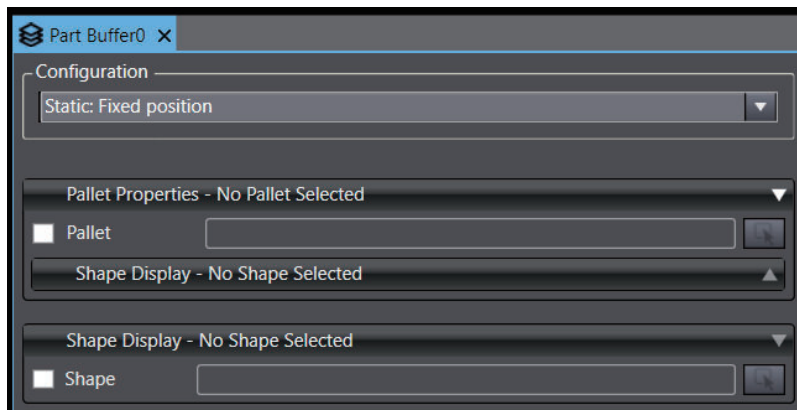 Part Buffer0
Configuration
Static: Fixed position
Pallet Properties - No Pallet Selected
Pallet
Shape Display - No Shape Selected
Shape Display - No Shape Selected
Shape